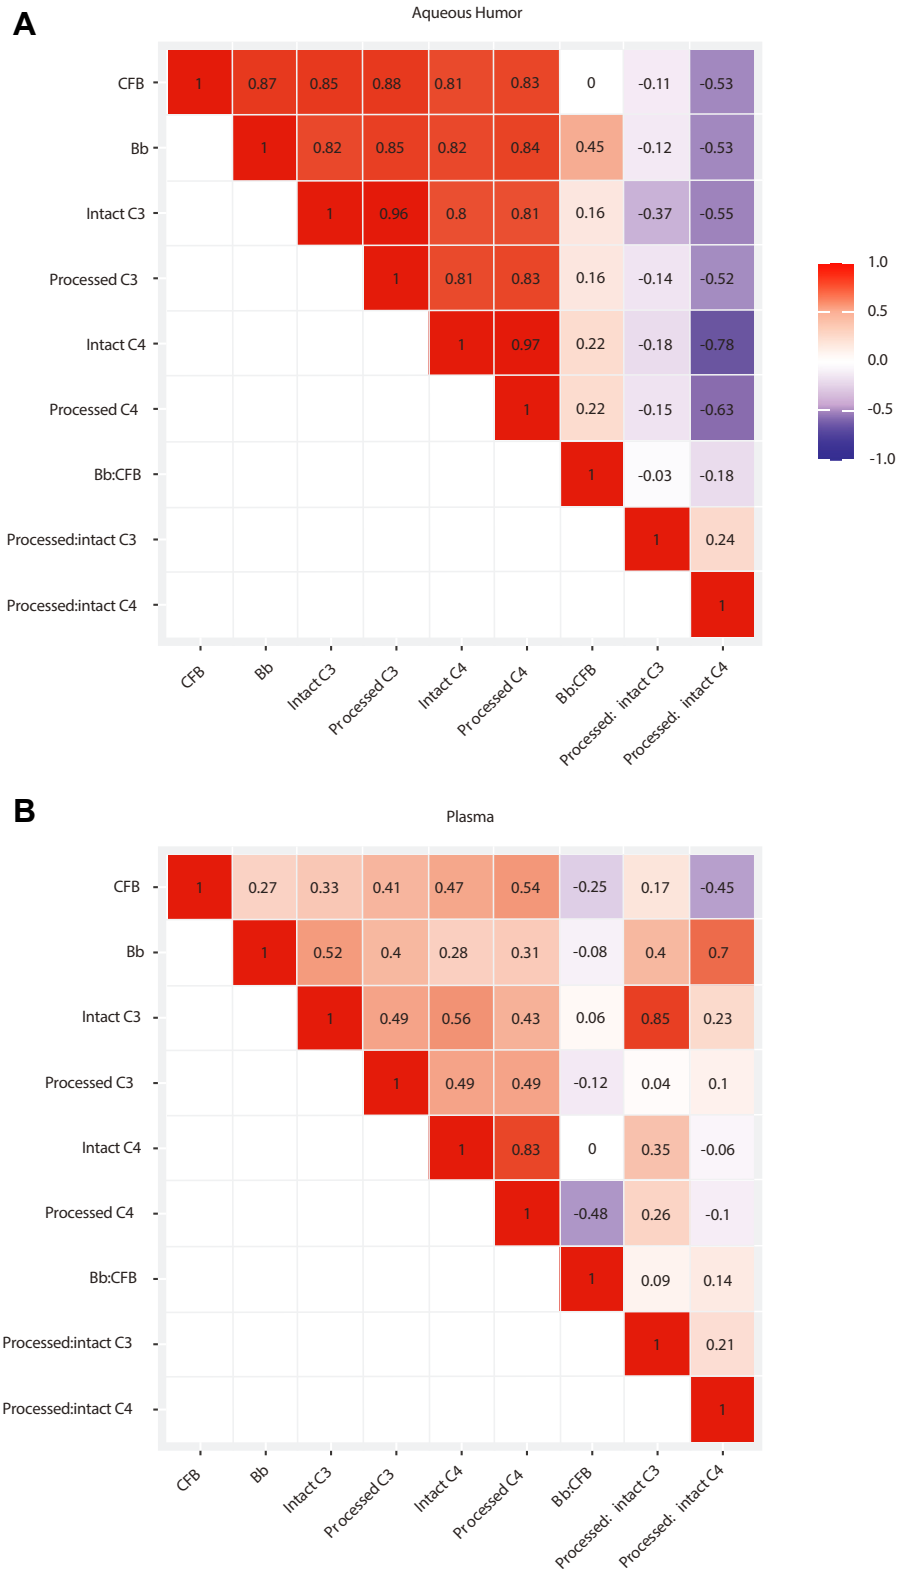 A
Aqueous Humor
CFB 1 0.87 0.85 0.88 0.81 0.83 0 -0.11 -0.53
Bb 1 0.82 0.85 0.82 0.84 0.45 -0.12 -0.53
Intact C3 1 0.96 0.8 0.81 0.16 -0.37 -0.55
Processed C3 1 0.81 0.83 0.16 -0.14 -0.52
Intact C4 1 0.97 0.22 -0.18 -0.78
Processed C4 1 0.22 -0.15 -0.63
Bb:CFB 1 -0.03 -0.18
Processed:intact C3 1 0.24
Processed:intact C4 1
CFB Bb Intact C3 Processed C3 Intact C4 Processed C4 Bb:CFB Processed: intact C3 Processed: intact C4
1.0
0.5
0.0
-0.5
-1.0
B
Plasma
CFB 1 0.27 0.33 0.41 0.47 0.54 -0.25 0.17 -0.45
Bb 1 0.52 0.4 0.28 0.31 -0.08 0.4 0.7
Intact C3 1 0.49 0.56 0.43 0.06 0.85 0.23
Processed C3 1 0.49 0.49 -0.12 0.04 0.1
Intact C4 1 0.83 0 0.35 -0.06
Processed C4 1 -0.48 0.26 -0.1
Bb:CFB 1 0.09 0.14
Processed:intact C3 1 0.21
Processed:intact C4 1
CFB Bb Intact C3 Processed C3 Intact C4 Processed C4 Bb:CFB Processed: intact C3 Processed: intact C4